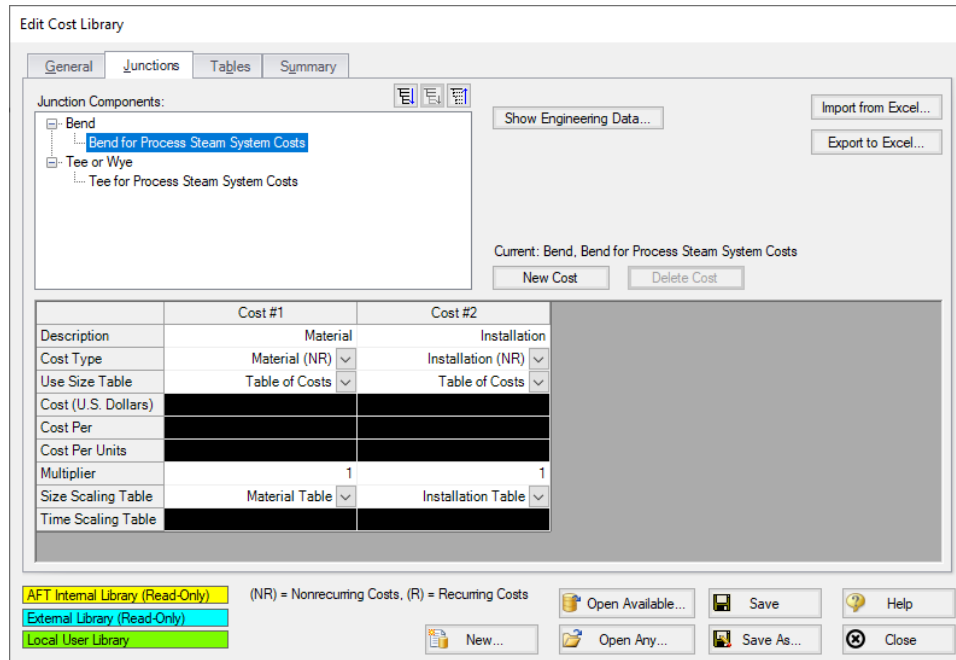 Edit Cost Library
General Junctions Tables Summary
Junction Components:
Bend
Bend for Process Steam System Costs
Tee or Wye
Tee for Process Steam System Costs
Show Engineering Data...
Import from Excel...
Export to Excel...
Current: Bend, Bend for Process Steam System Costs
New Cost Delete Cost
Cost #1 Cost #2
Description Material Installation
Cost Type Material (NR) Installation (NR)
Use Size Table Table of Costs Table of Costs
Cost (U.S. Dollars)
Cost Per
Cost Per Units
Multiplier 1 1
Size Scaling Table Material Table Installation Table
Time Scaling Table
AFT Internal Library (Read-Only) (NR) = Nonrecurring Costs, (R) = Recurring Costs
External Library (Read-Only)
Local User Library
Open Available... Save Help
New... Open Any... Save As... Close